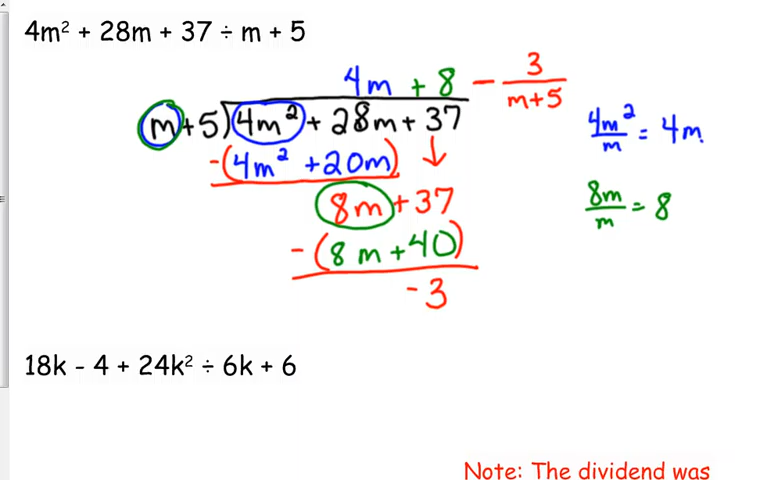 4m² + 28m + 37 ÷ m + 5
4m + 8 - 3/(m+5)
m+5)4m² + 28m + 37
4m²/m = 4m
-(4m² + 20m) ↓
8m + 37
8m/m = 8
-(8m + 40)
-3
18k - 4 + 24k² ÷ 6k + 6
Note: The dividend was